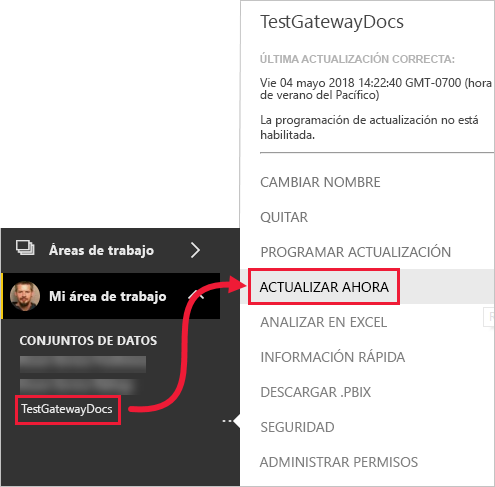 TestGatewayDocs
ÚLTIMA ACTUALIZACIÓN CORRECTA:
Vie 04 mayo 2018 14:22:40 GMT-0700 (hora
de verano del Pacífico)
La programación de actualización no está
habilitada.
CAMBIAR NOMBRE
QUITAR
PROGRAMAR ACTUALIZACIÓN
ACTUALIZAR AHORA
ANALIZAR EN EXCEL
INFORMACIÓN RÁPIDA
DESCARGAR .PBIX
SEGURIDAD
ADMINISTRAR PERMISOS
Áreas de trabajo
Mi área de trabajo
CONJUNTOS DE DATOS
TestGatewayDocs